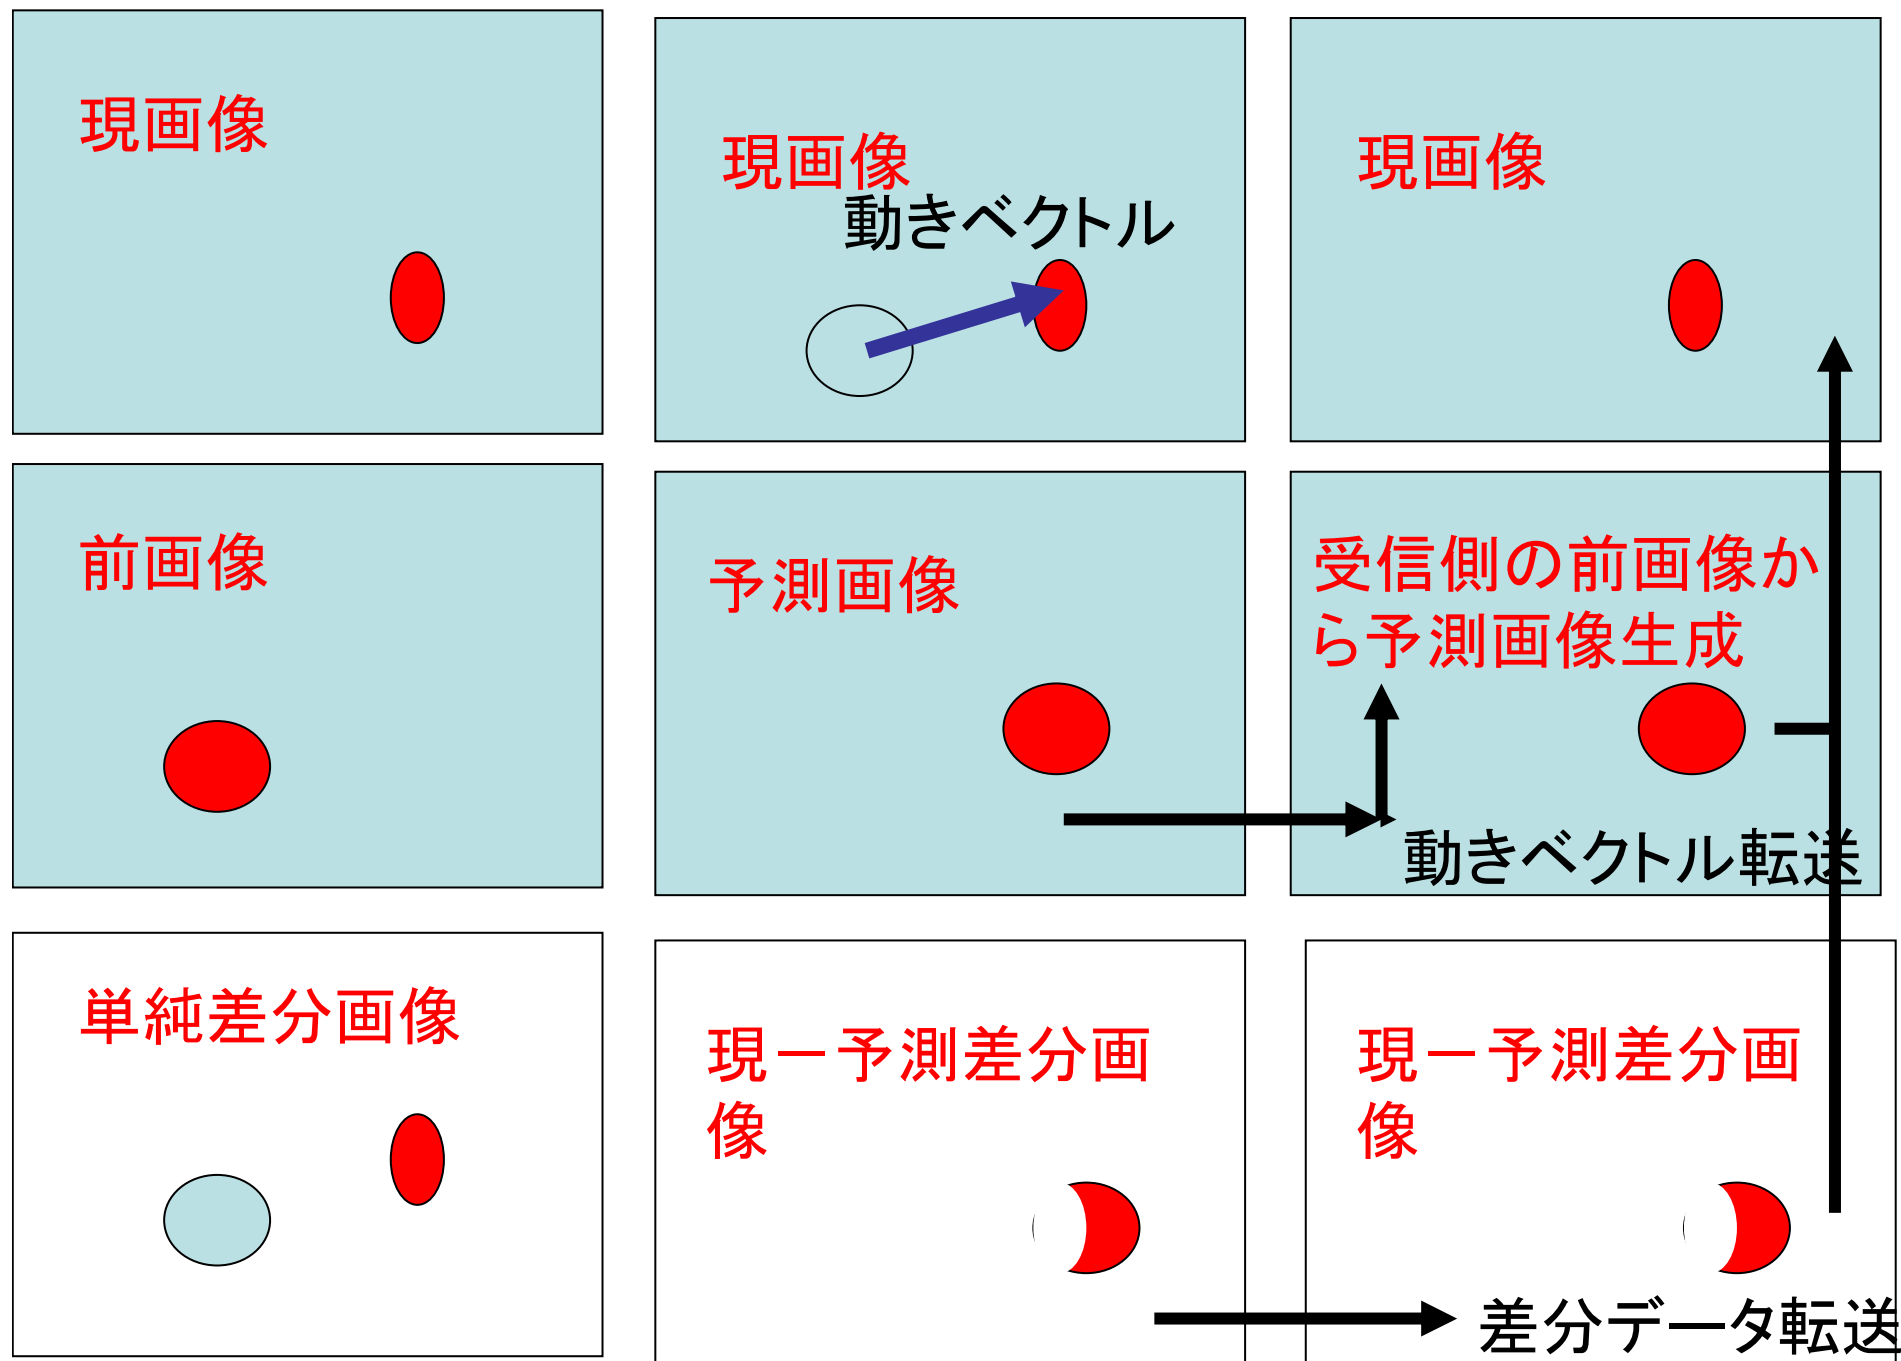 現画像
現画像
動きベクトル
現画像
前画像
予測画像
受信側の前画像か
ら予測画像生成
動きベクトル転送
単純差分画像
現－予測差分画
像
現－予測差分画
像
差分データ転送